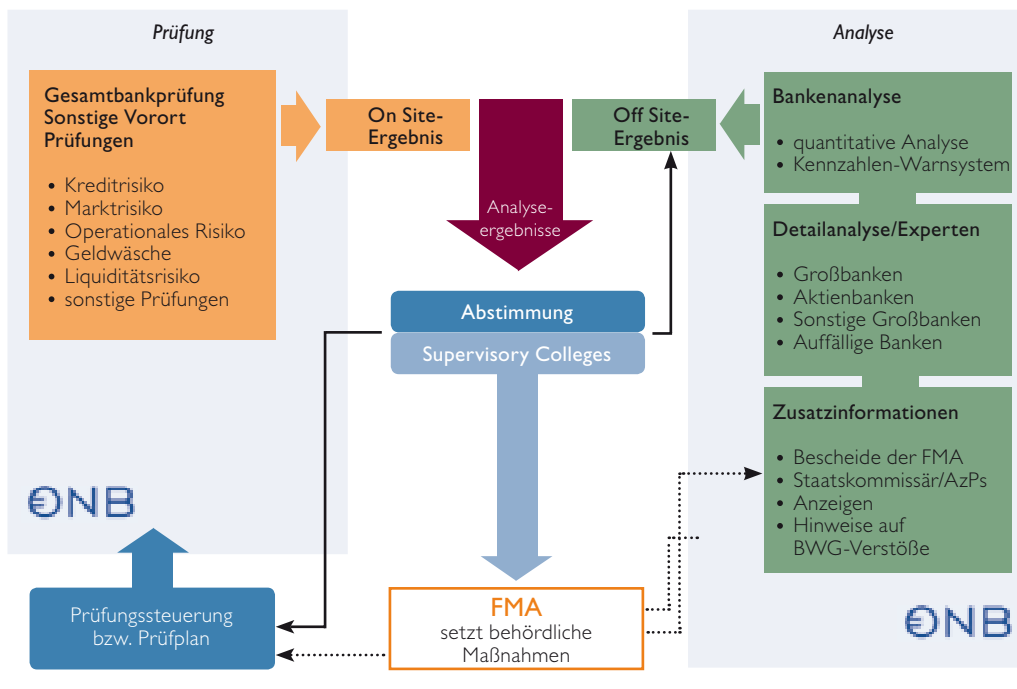 Prüfung
Gesamtbankprüfung
Sonstige Vorort
Prüfungen
• Kreditrisiko
• Marktrisiko
• Operationales Risiko
• Geldwäsche
• Liquiditätsrisiko
• sonstige Prüfungen
On Site-
Ergebnis
Analyse-
ergebnisse
Off Site-
Ergebnis
Analyse
Bankenanalyse
• quantitative Analyse
• Kennzahlen-Warnsystem
Detailanalyse/Experten
• Großbanken
• Aktienbanken
• Sonstige Großbanken
• Auffällige Banken
Zusatzinformationen
• Bescheide der FMA
• Staatskommissär/AzPs
• Anzeigen
• Hinweise auf
BWG-Verstöße
Abstimmung
Supervisory Colleges
ONB
Prüfungssteuerung
bzw. Prüfplan
FMA
setzt behördliche
Maßnahmen
ONB